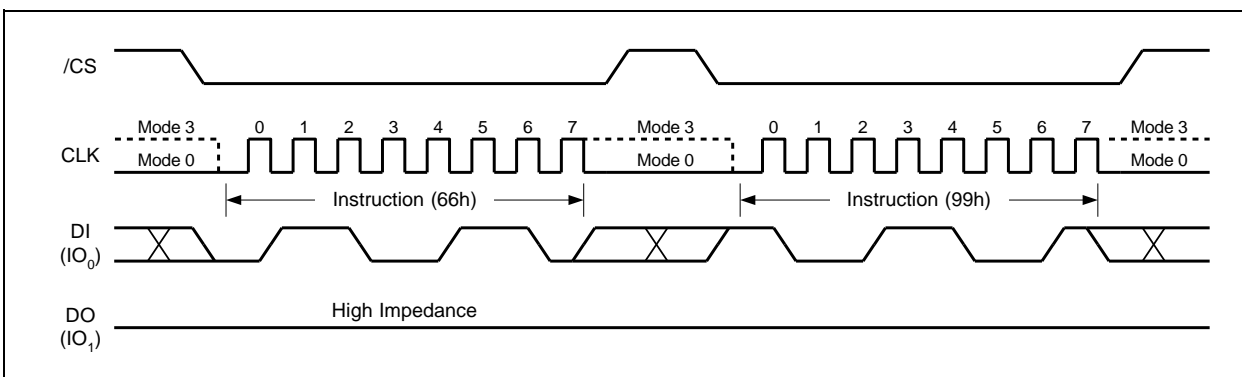 /CS
Mode 3 0 1 2 3 4 5 6 7 Mode 3 0 1 2 3 4 5 6 7 Mode 3
CLK
Mode 0 Mode 0 Mode 0
Instruction (66h) Instruction (99h)
DI
(IO₀)
High Impedance
DO
(IO₁)